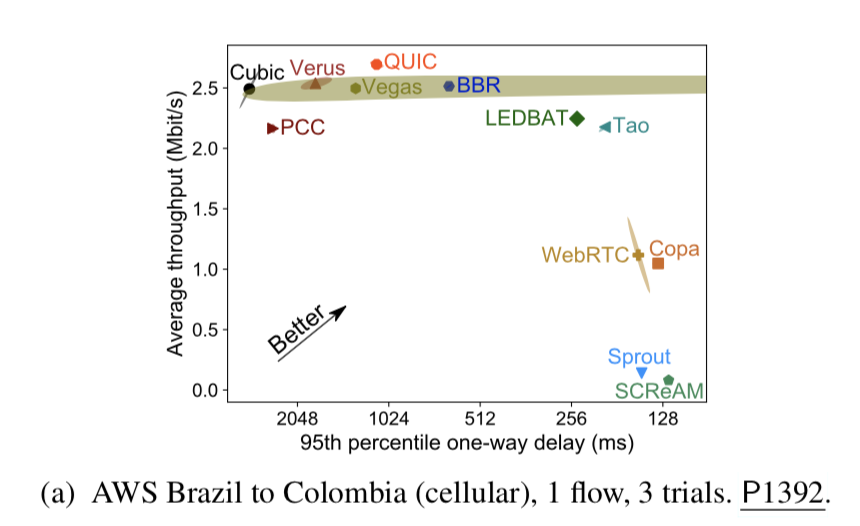 QUIC
Cubic Verus
2.5
Vegas
BBR
LEDBAT
Tao
PCC
2.0
1.5
WebRTC
Copa
1.0
Better
0.5
Sprout
SCReAM
0.0
Average throughput (Mbit/s)
2048 1024 512 256 128
95th percentile one-way delay (ms)
(a) AWS Brazil to Colombia (cellular), 1 flow, 3 trials. P1392.